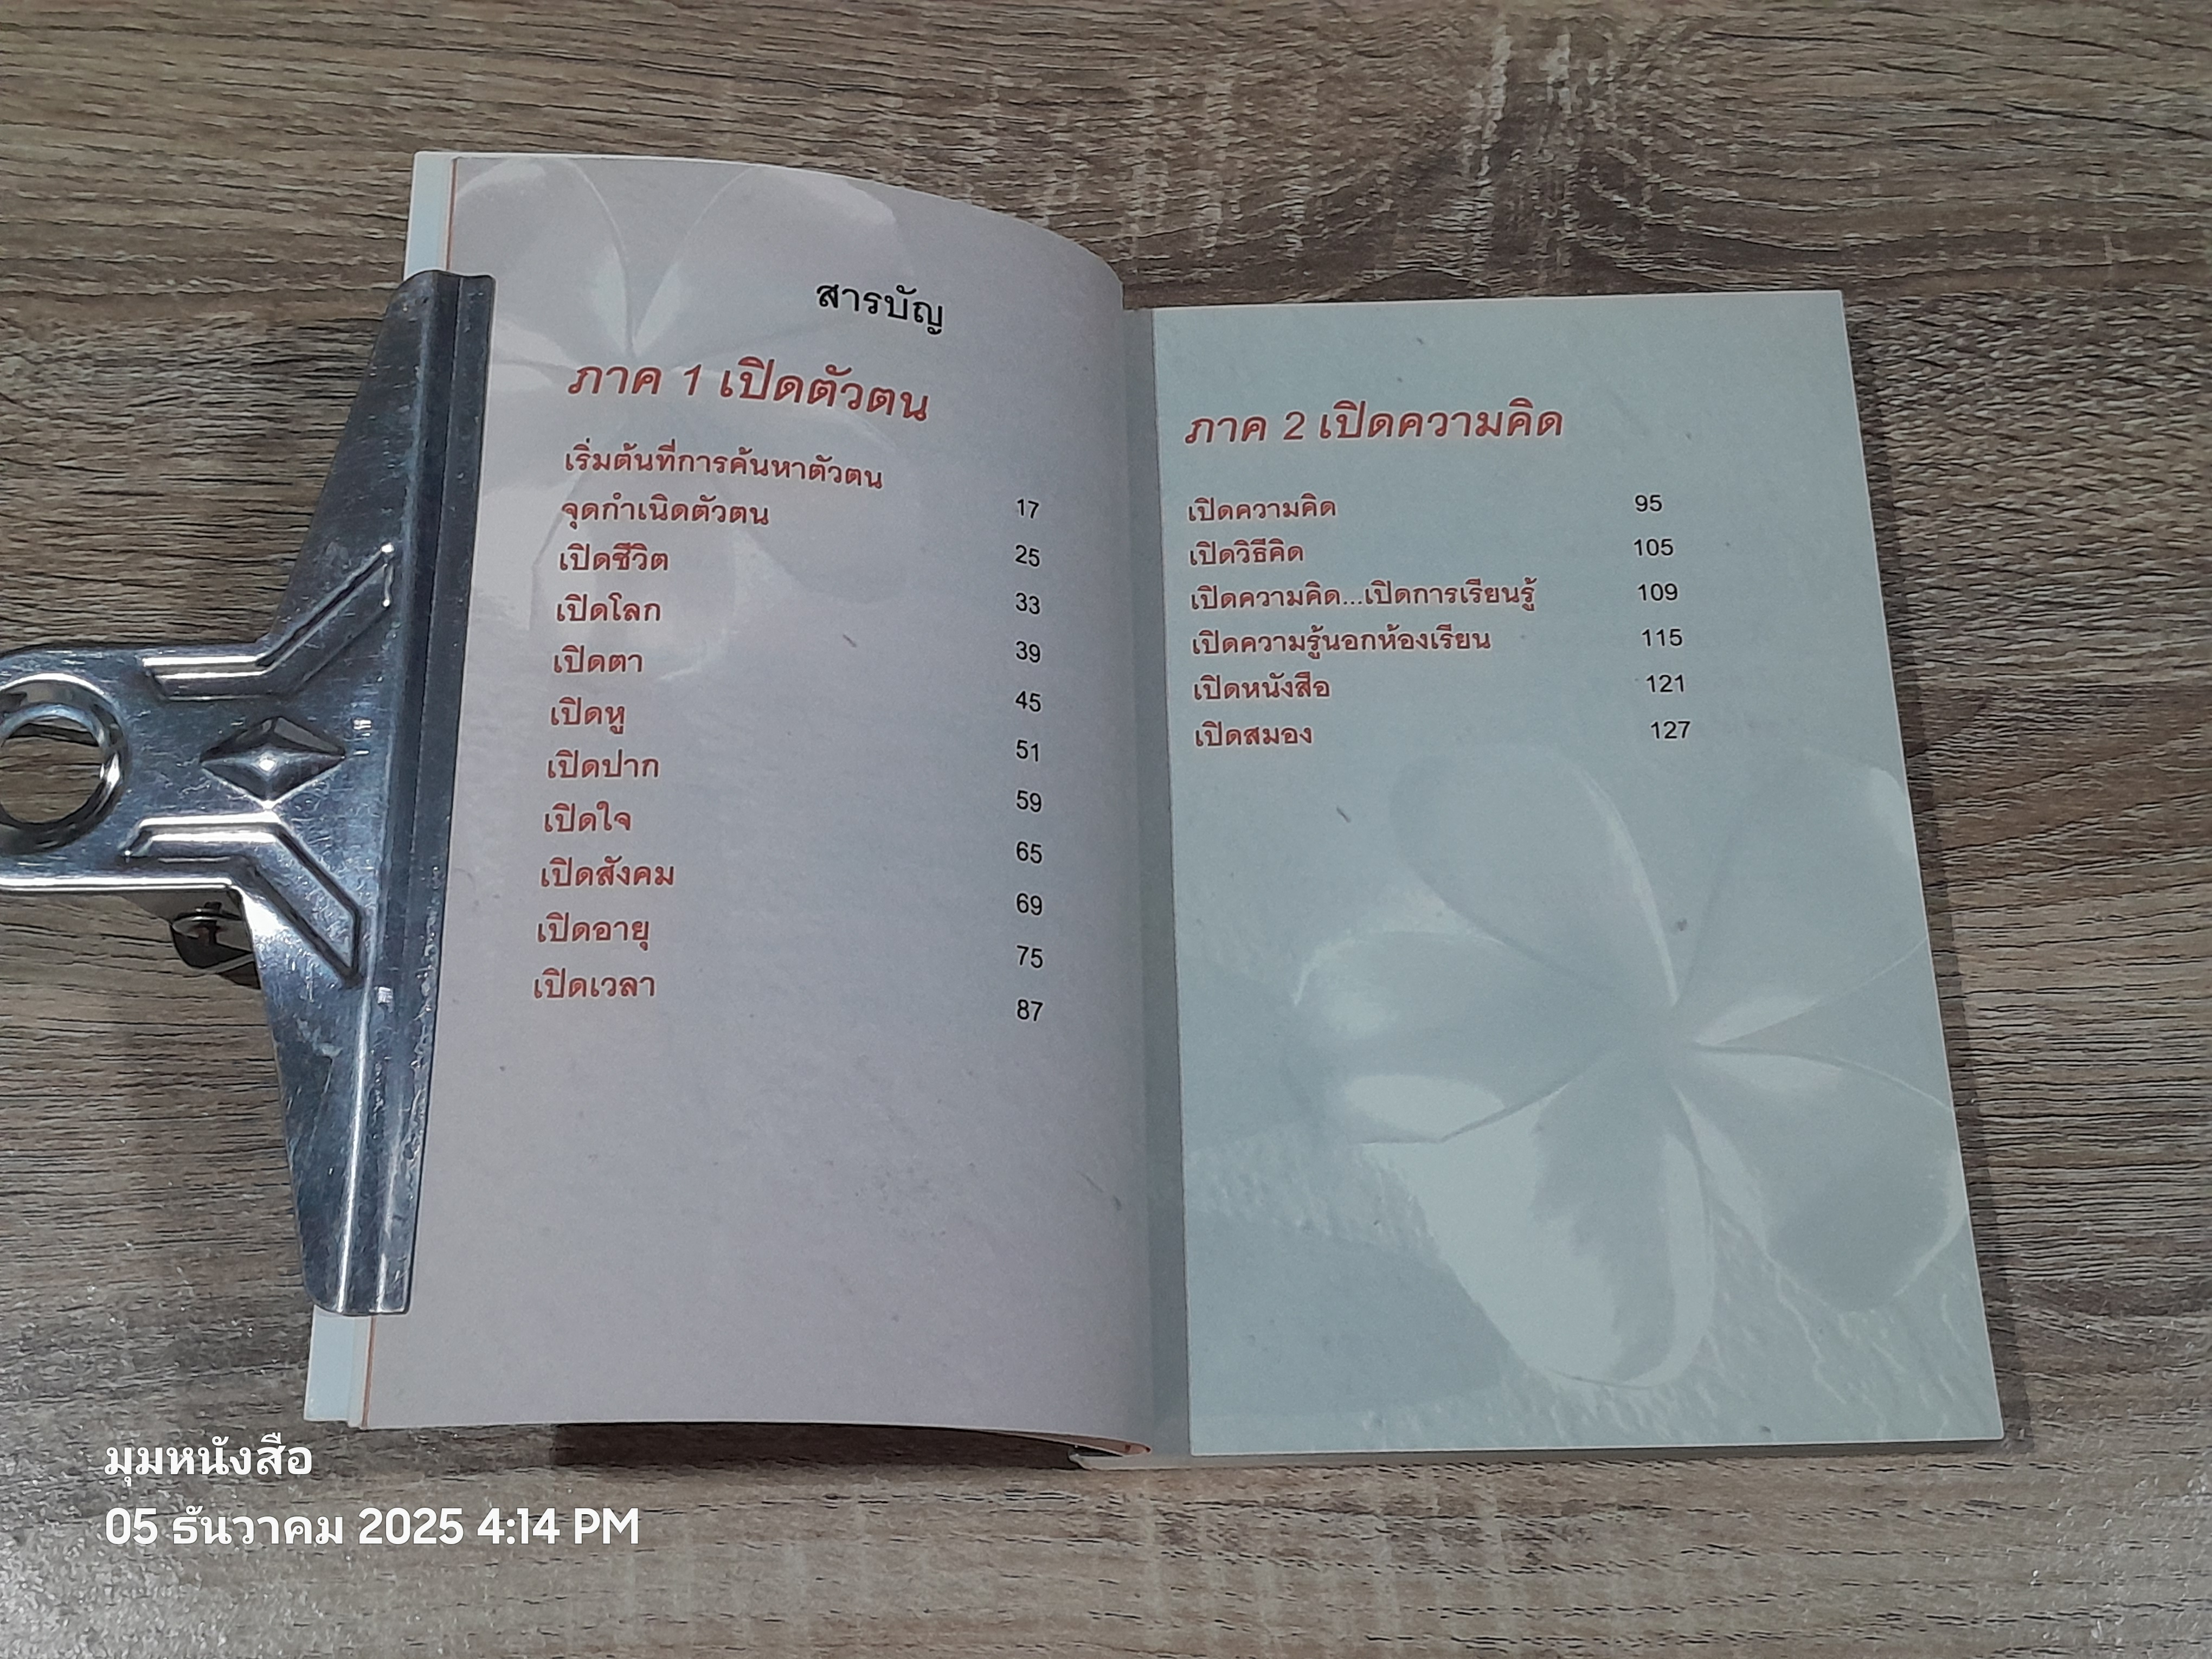 สารบัญ
ภาค 1 เปิดตัวตน
เริ่มต้นที่การค้นหาตัวตน 17
จุดกำเนิดตัวตน 25
เปิดชีวิต 33
เปิดโลก 39
เปิดตา 45
เปิดหู 51
เปิดปาก 59
เปิดใจ 65
เปิดสังคม 69
เปิดอายุ 75
เปิดเวลา 87
ภาค 2 เปิดความคิด
เปิดความคิด 95
เปิดวิธีคิด 105
เปิดความคิด...เปิดการเรียนรู้ 109
เปิดความรู้นอกห้องเรียน 115
เปิดหนังสือ 121
เปิดสมอง 127
มุมหนังสือ
05 ธันวาคม 2025 4:14 PM